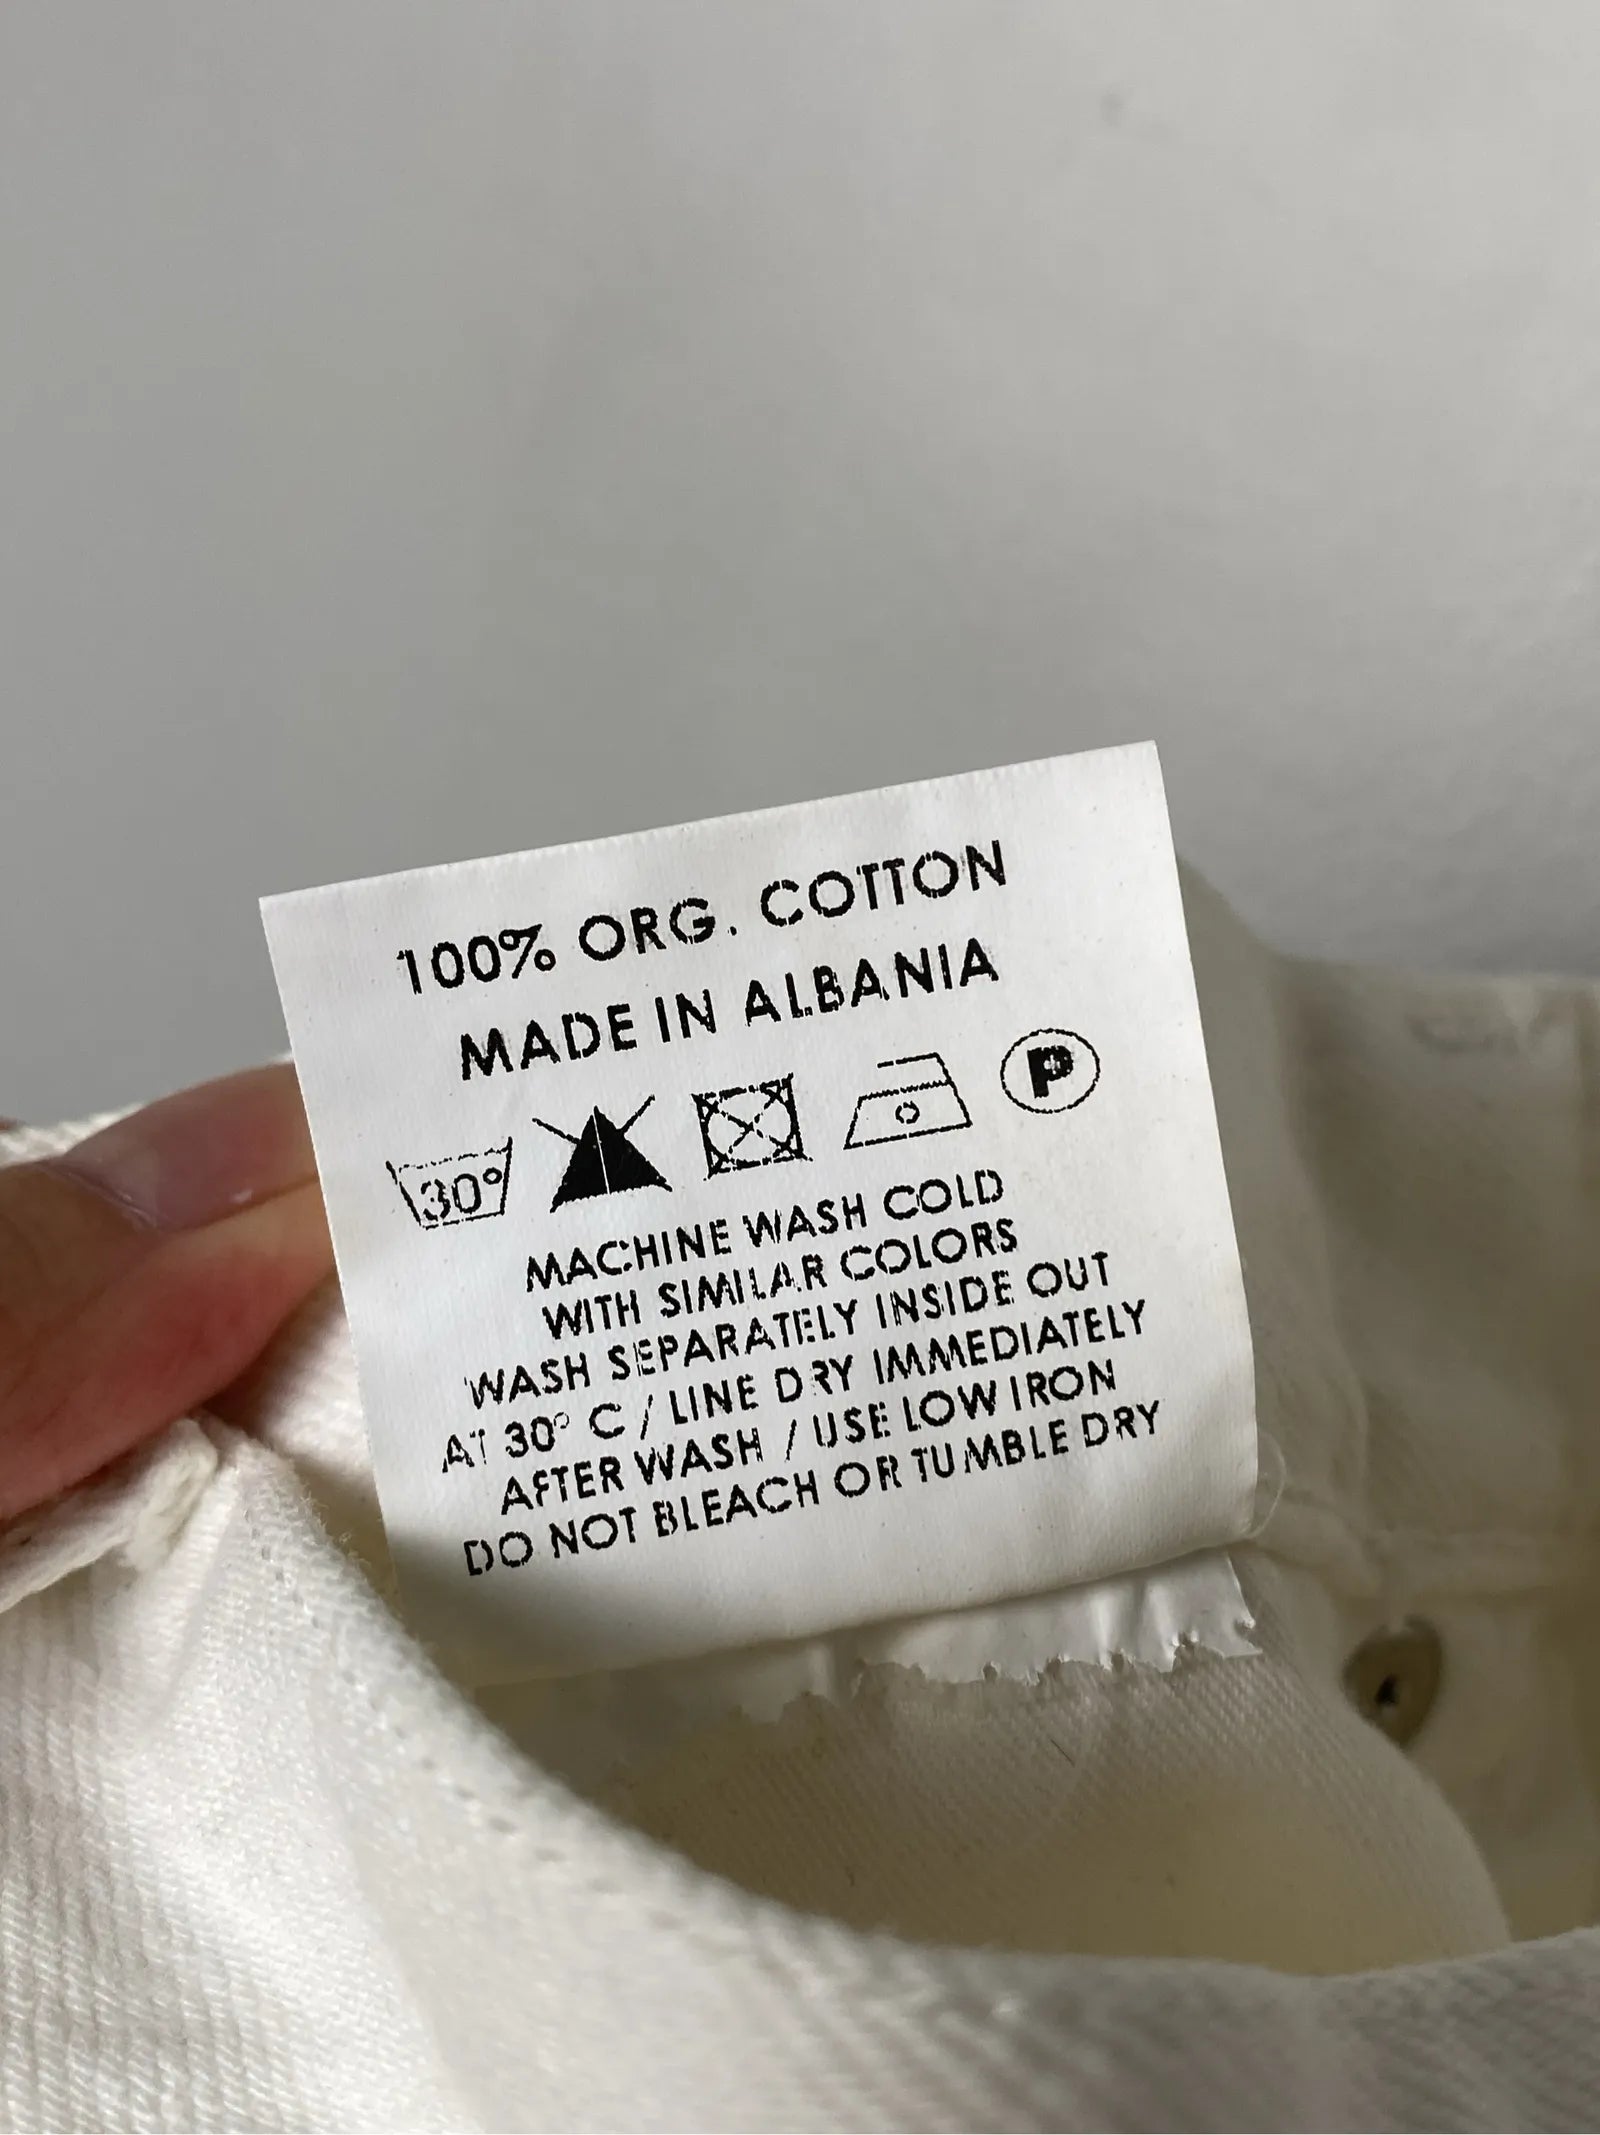 100% ORG. COTTON
MADE IN ALBANIA
30° P
MACHINE WASH COLD
WITH SIMILAR COLORS
WASH SEPARATELY INSIDE OUT
AT 30° C / LINE DRY IMMEDIATELY
AFTER WASH / USE LOW IRON
DO NOT BLEACH OR TUMBLE DRY